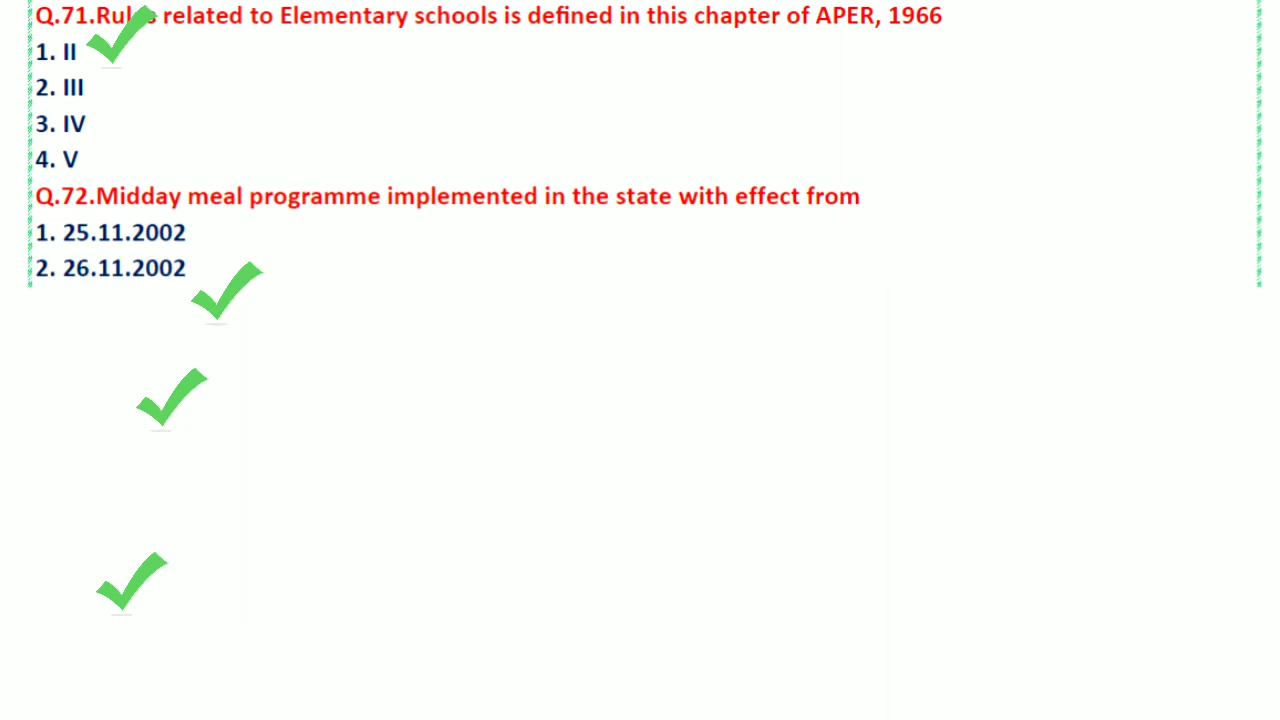 Q.71.Rules related to Elementary schools is defined in this chapter of APER, 1966
1. II
2. III
3. IV
4. V
Q.72.Midday meal programme implemented in the state with effect from
1. 25.11.2002
2. 26.11.2002